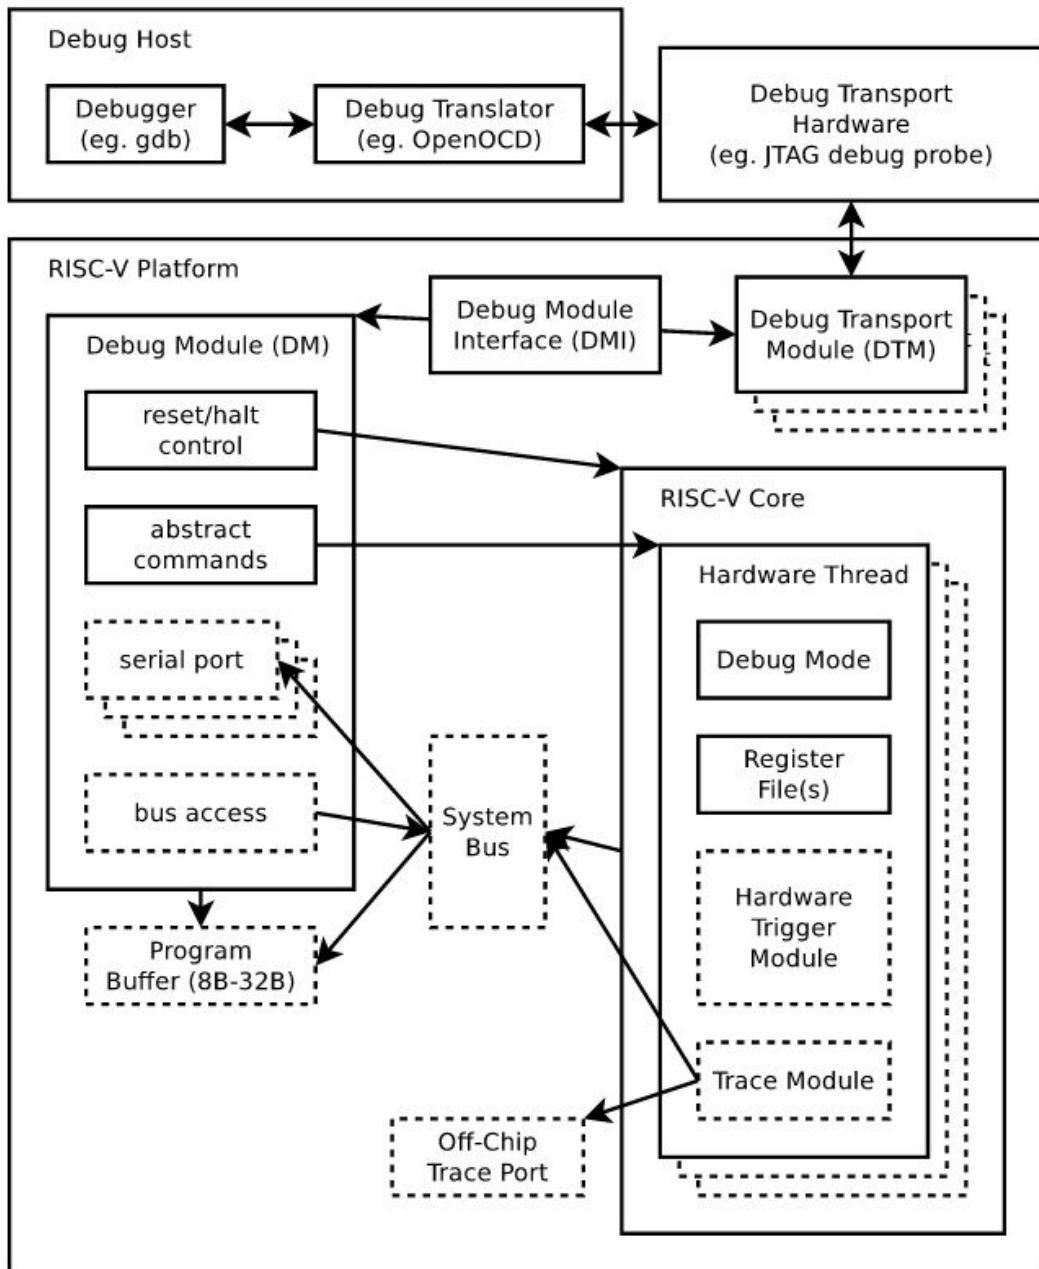 Debug Host
Debugger
(eg. gdb)
Debug Translator
(eg. OpenOCD)
Debug Transport
Hardware
(eg. JTAG debug probe)
RISC-V Platform
Debug Module
Interface (DMI)
Debug Transport
Module (DTM)
Debug Module (DM)
reset/halt
control
abstract
commands
serial port
bus access
Program
Buffer (8B-32B)
System
Bus
RISC-V Core
Hardware Thread
Debug Mode
Register
File(s)
Hardware
Trigger
Module
Trace Module
Off-Chip
Trace Port